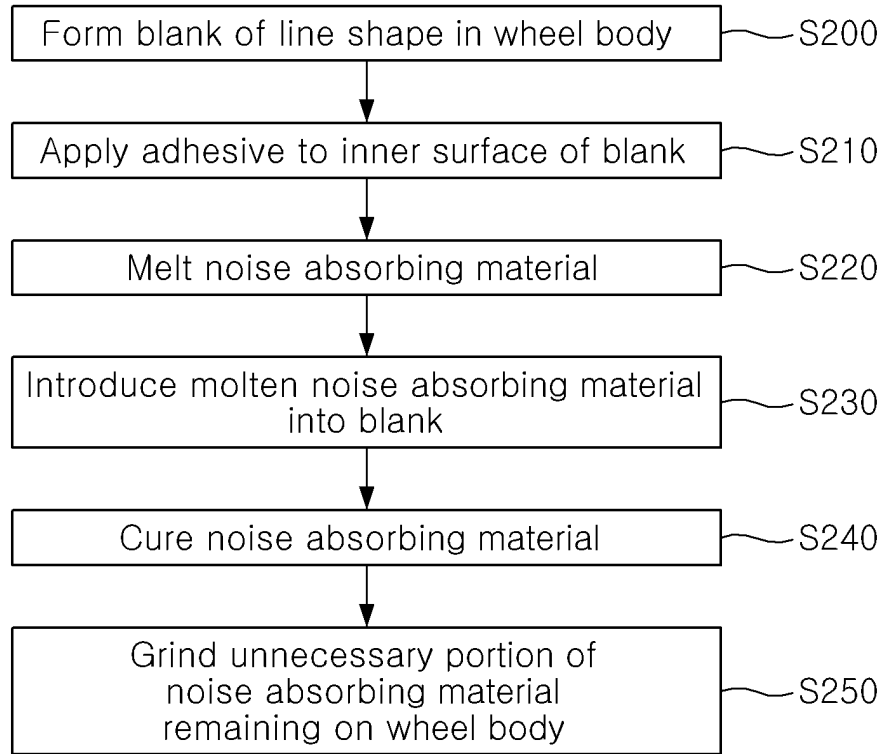 Form blank of line shape in wheel body
S200
Apply adhesive to inner surface of blank
S210
Melt noise absorbing material
S220
Introduce molten noise absorbing material
into blank
S230
Cure noise absorbing material
S240
Grind unnecessary portion of
noise absorbing material
remaining on wheel body
S250